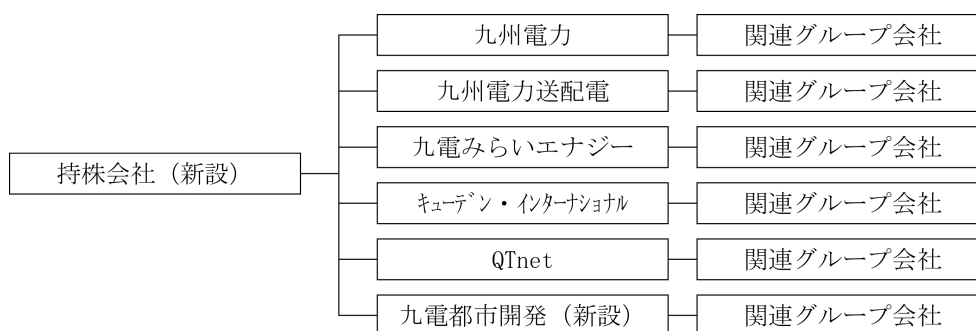 九州電力
関連グループ会社
九州電力送配電
関連グループ会社
九電みらいエナジー
関連グループ会社
持株会社（新設）
ｷｭｰﾃﾞﾝ・ｲﾝﾀｰﾅｼｮﾅﾙ
関連グループ会社
QTnet
関連グループ会社
九電都市開発（新設）
関連グループ会社